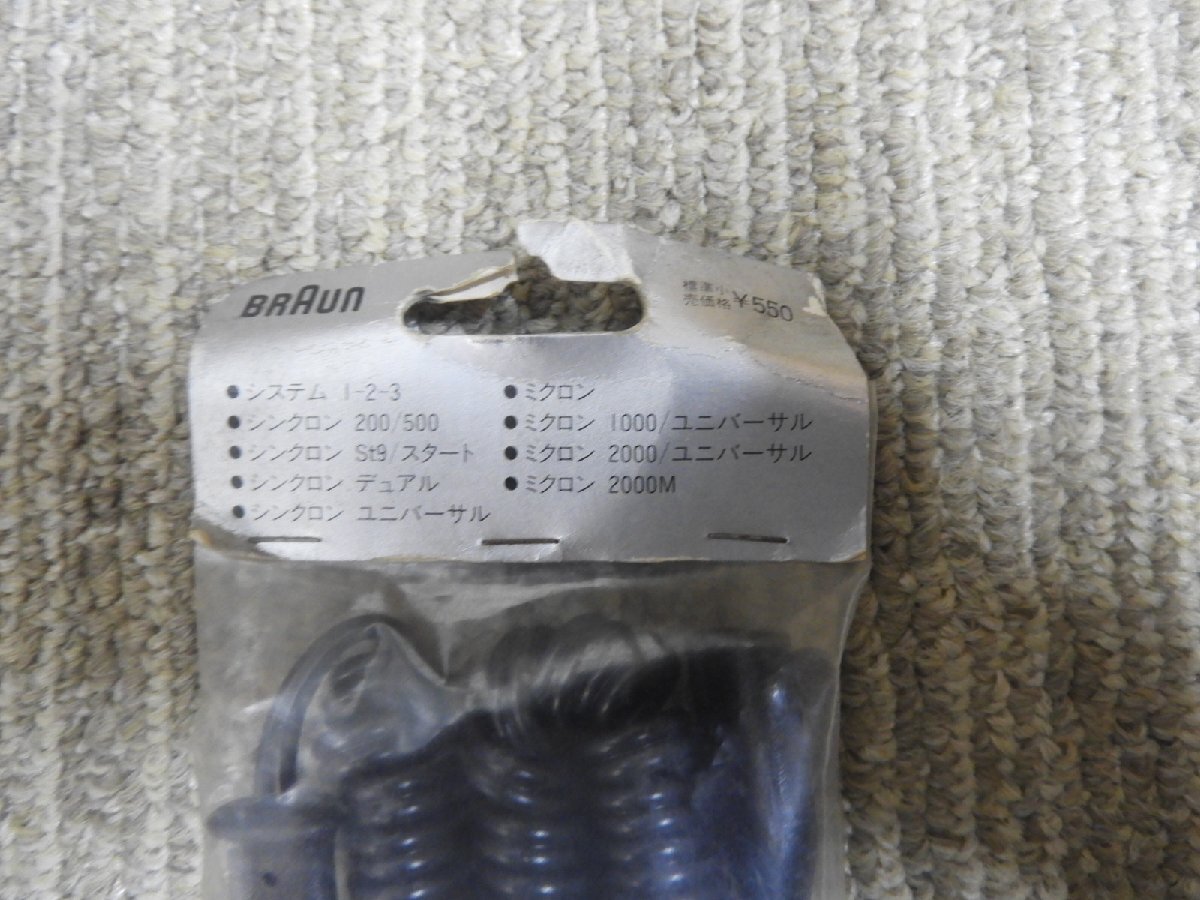 BRAUN
標準小
売価格 ¥550
●システム 1-2-3
●シンクロン 200/500
●シンクロン St9/スタート
●シンクロン デュアル
●シンクロン ユニバーサル
●ミクロン
●ミクロン 1000/ユニバーサル
●ミクロン 2000/ユニバーサル
●ミクロン 2000M